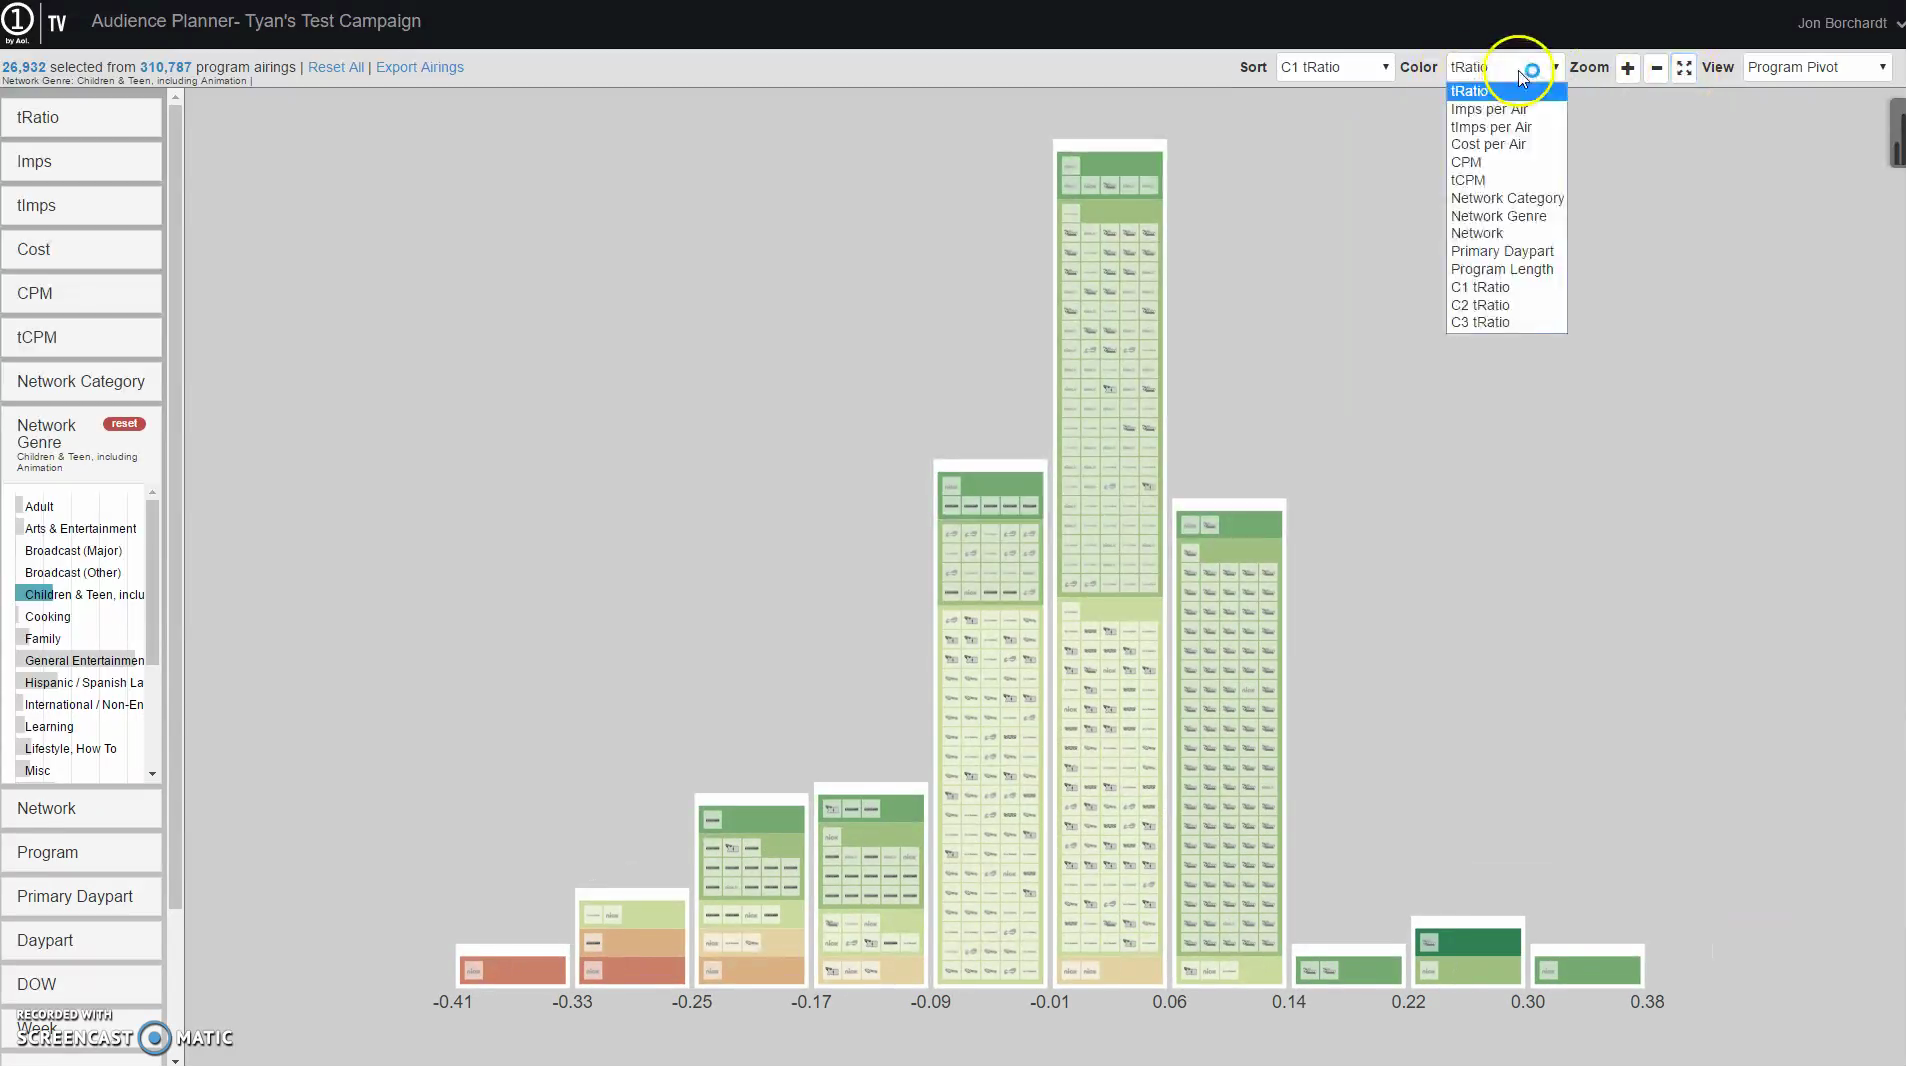 1
by Aol.
TV
Audience Planner- Tyan's Test Campaign
Jon Borchardt
26,932 selected from 310,787 program airings | Reset All | Export Airings
Network Genre: Children & Teen, including Animation |
Sort
C1 tRatio
Color
tRatio
Zoom
View
Program Pivot
tRatio
Imps per Air
tImps per Air
Cost per Air
CPM
tCPM
Network Category
Network Genre
Network
Primary Daypart
Program Length
C1 tRatio
C2 tRatio
C3 tRatio
tRatio
Imps
tImps
Cost
CPM
tCPM
Network Category
Network
Genre
reset
Children & Teen, including
Animation
Adult
Arts & Entertainment
Broadcast (Major)
Broadcast (Other)
Children & Teen, inclu
Cooking
Family
General Entertainmen
Hispanic / Spanish La
International / Non-En
Learning
Lifestyle, How To
Misc
Network
Program
Primary Daypart
Daypart
DOW
Week
RECORDED WITH
SCREENCAST MATIC
-0.41
-0.33
-0.25
-0.17
-0.09
-0.01
0.06
0.14
0.22
0.30
0.38